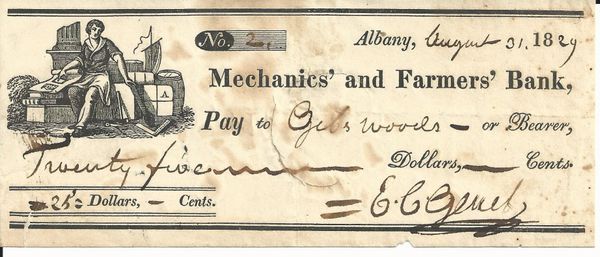 No. 2. Albany, August 31. 1829
Mechanics' and Farmers' Bank,
Pay to Gibs woods – or Bearer,
Twenty five Dollars, — Cents.
25 Dollars, – Cents.
E. C. Genet
A